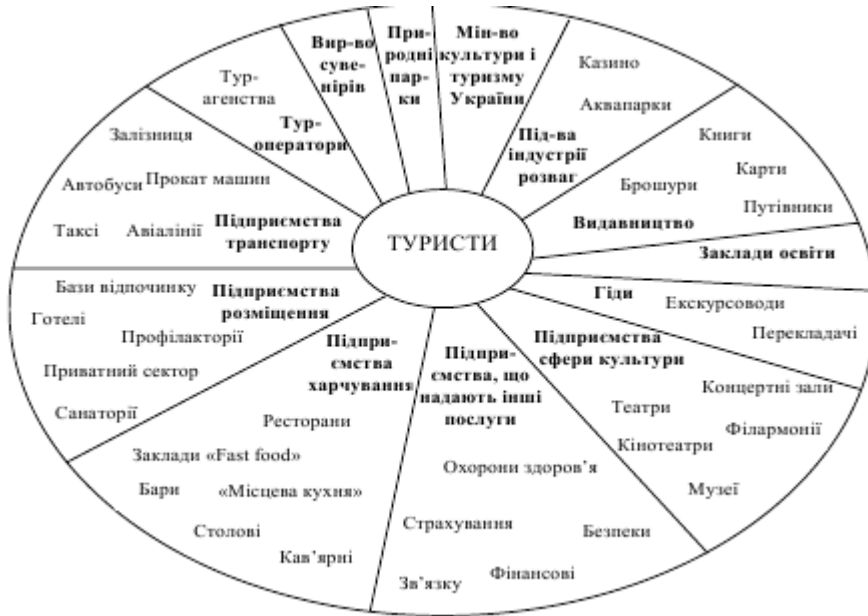 Тур-
агенства
Тур-
оператори
Вир-во
суве-
нірів
При-
родні
пар-
ки
Мін-во
культури і
туризму
України
Казино
Аквапарки
Під-ва
індустрії
розваг
Книги
Карти
Брошури
Путівники
Видавництво
Заклади освіти
Гіди
Екскурсоводи
Перекладачі
Підприємства
сфери культури
Концертні зали
Театри
Філармонії
Кінотеатри
Музеї
Підпри-
ємства, що
надають інші
послуги
Охорони здоров’я
Страхування
Безпеки
Фінансові
Зв’язку
Підпри-
ємства
харчування
Ресторани
Заклади «Fast food»
Бари
«Місцева кухня»
Столові
Кав’ярні
Бази відпочинку
Підприємства
розміщення
Готелі
Профілакторії
Приватний сектор
Санаторії
Залізниця
Автобуси
Прокат машин
Таксі
Авіалінії
Підприємства
транспорту
ТУРИСТИ